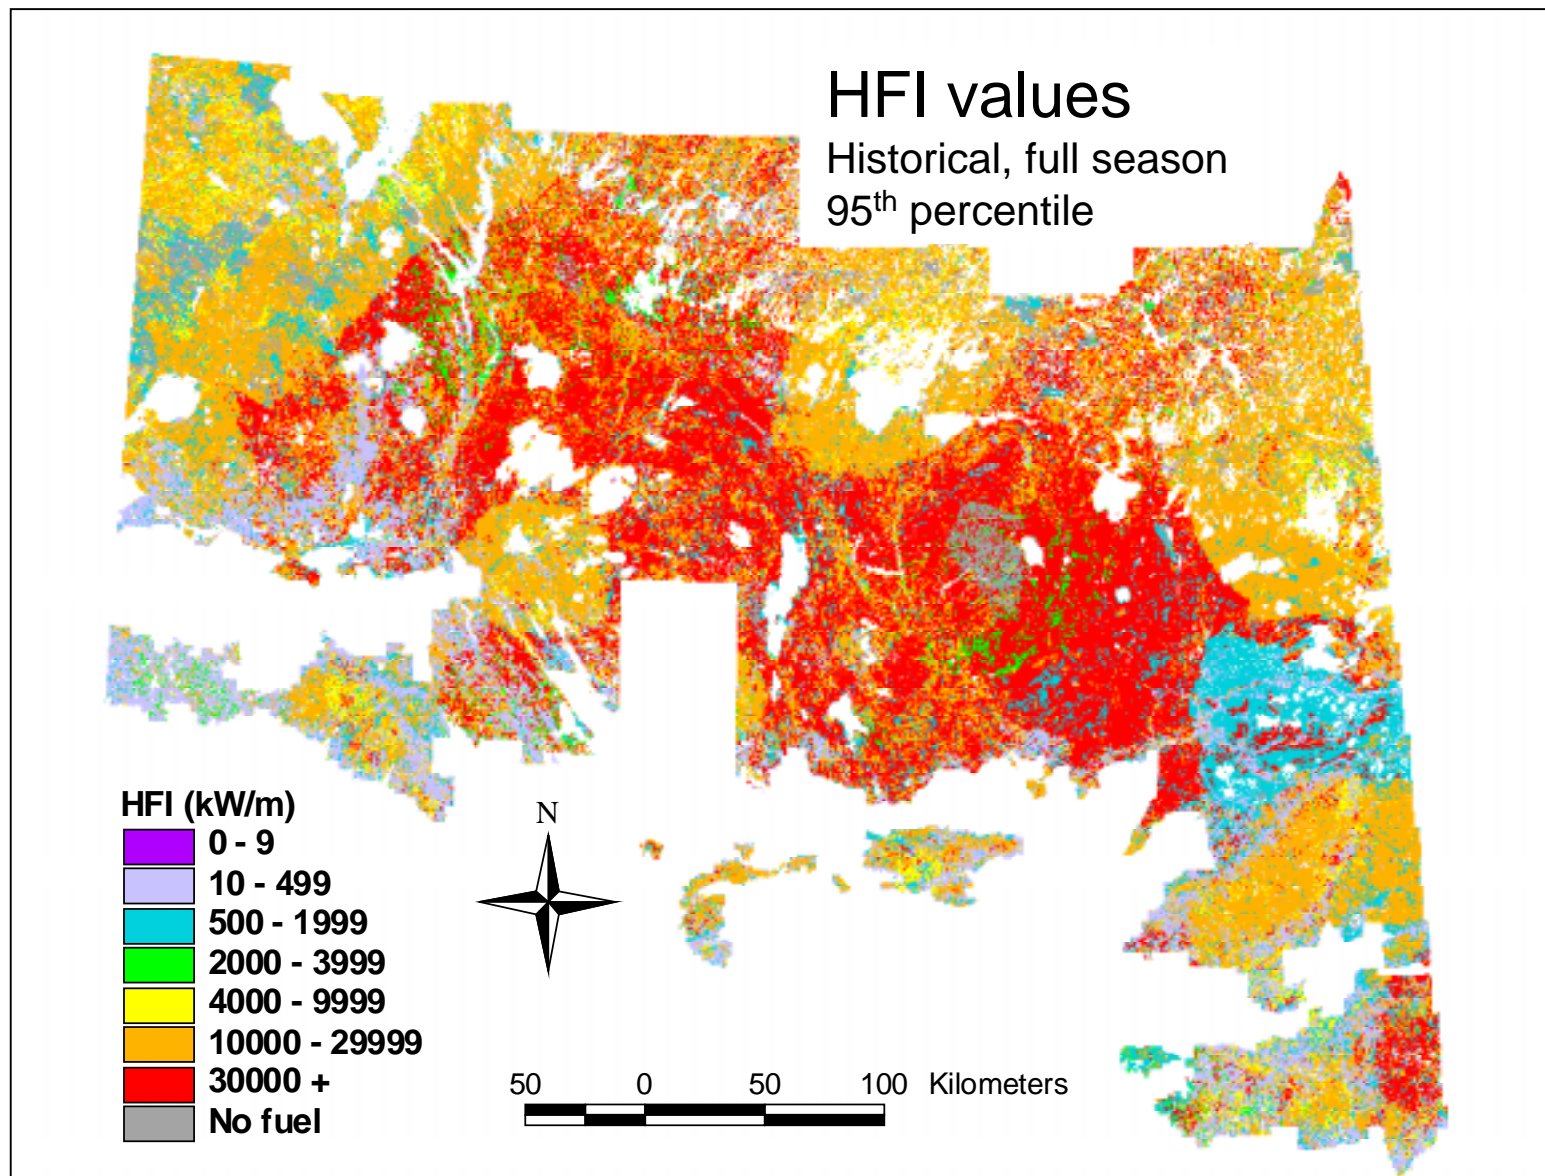 HFI values
Historical, full season
95th percentile
HFI (kW/m)
0 - 9
10 - 499
500 - 1999
2000 - 3999
4000 - 9999
10000 - 29999
30000 +
No fuel
N
50 0 50 100 Kilometers